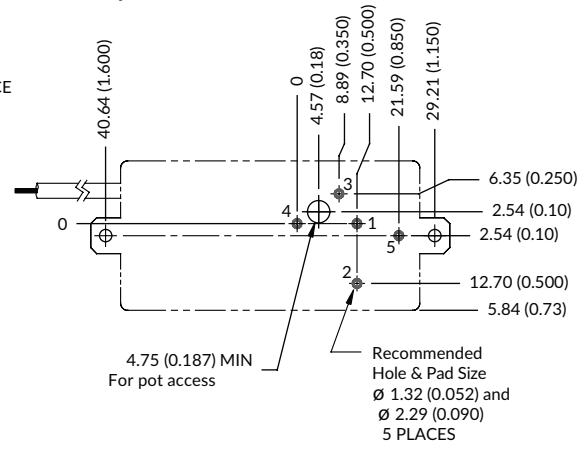 CE
40.64 (1.600)
0
4.57 (0.18)
8.89 (0.350)
12.70 (0.500)
21.59 (0.850)
29.21 (1.150)
3
6.35 (0.250)
4
2.54 (0.10)
0
1
5
2.54 (0.10)
2
12.70 (0.500)
5.84 (0.73)
4.75 (0.187) MIN
For pot access
Recommended
Hole & Pad Size
Ø 1.32 (0.052) and
Ø 2.29 (0.090)
5 PLACES